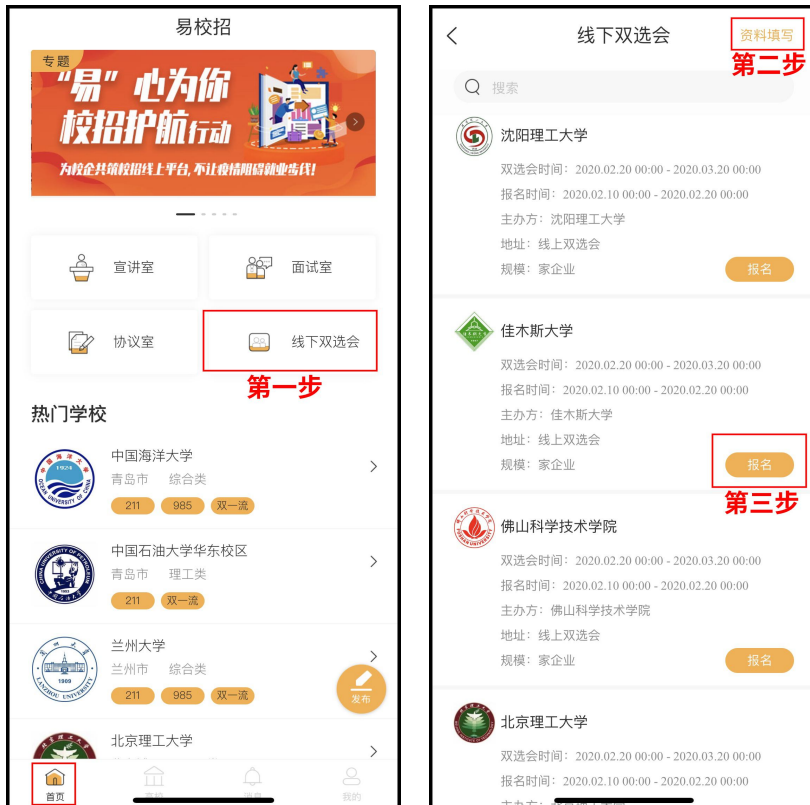 易校招
专题
“易”心为你
校招护航行动
为校企共筑校招线上平台,不让疫情阻碍就业步伐!
宣讲室
面试室
协议室
线下双选会
第一步
热门学校
中国海洋大学
青岛市 综合类
211 985 双一流
中国石油大学华东校区
青岛市 理工类
211 双一流
兰州大学
兰州市 综合类
211 985 双一流
发布
北京理工大学
首页
高校
消息
我的
线下双选会
资料填写
第二步
搜索
沈阳理工大学
双选会时间：2020.02.20 00:00 - 2020.03.20 00:00
报名时间：2020.02.10 00:00 - 2020.02.20 00:00
主办方：沈阳理工大学
地址：线上双选会
规模：家企业
报名
佳木斯大学
双选会时间：2020.02.20 00:00 - 2020.03.20 00:00
报名时间：2020.02.10 00:00 - 2020.02.20 00:00
主办方：佳木斯大学
地址：线上双选会
规模：家企业
报名
第三步
佛山科学技术学院
双选会时间：2020.02.20 00:00 - 2020.03.20 00:00
报名时间：2020.02.10 00:00 - 2020.02.20 00:00
主办方：佛山科学技术学院
地址：线上双选会
规模：家企业
报名
北京理工大学
双选会时间：2020.02.20 00:00 - 2020.03.20 00:00
报名时间：2020.02.10 00:00 - 2020.02.20 00:00